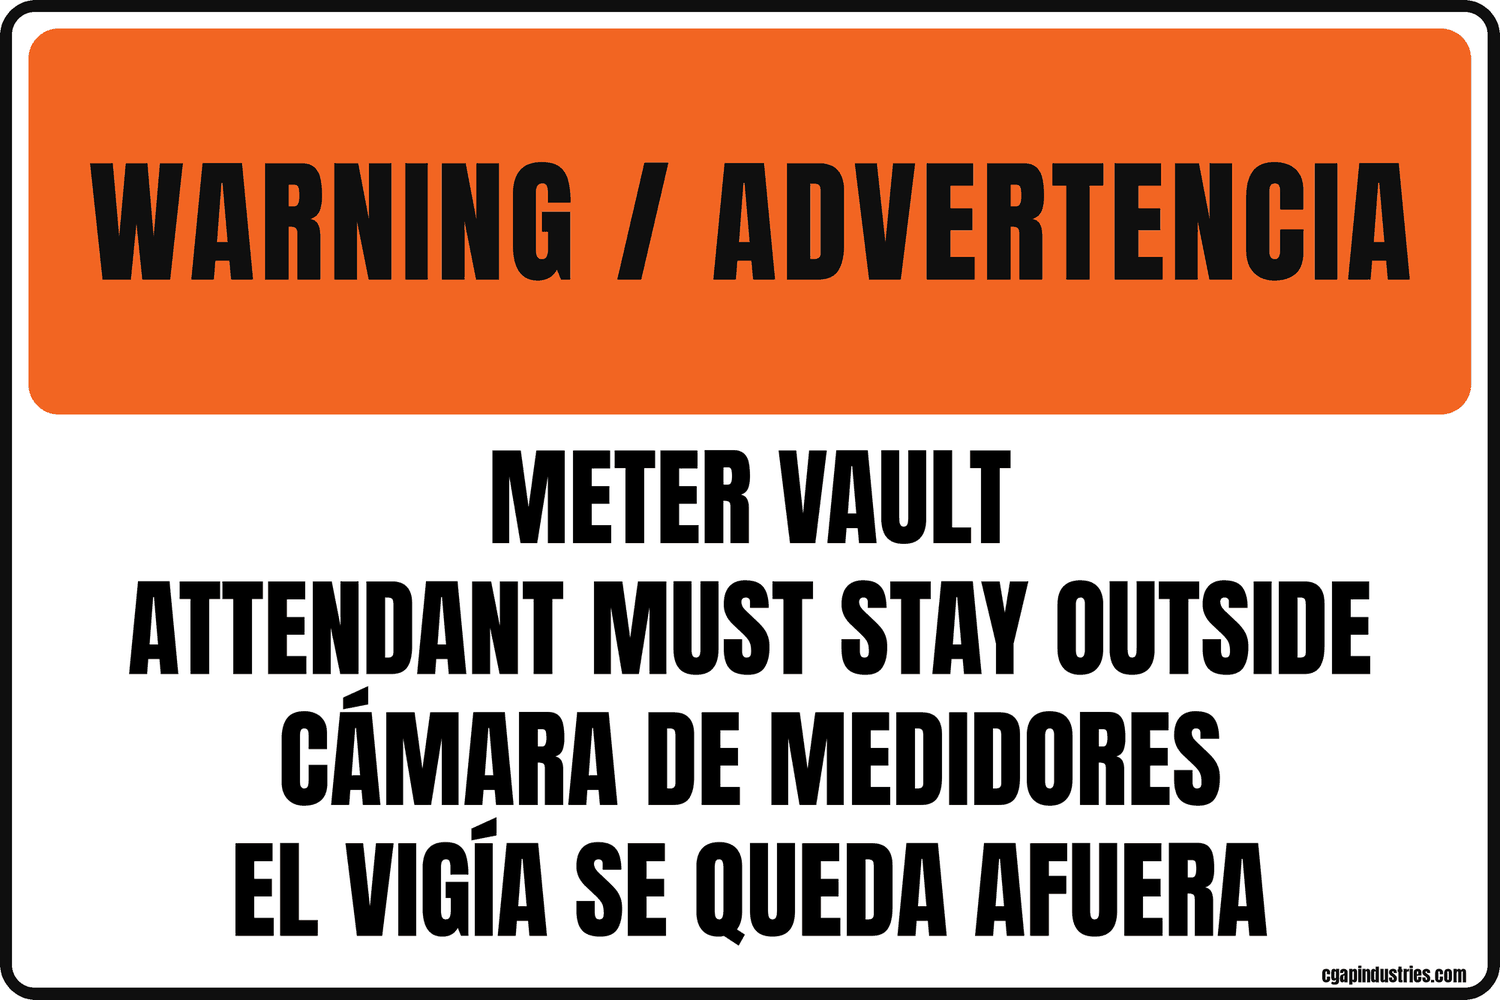 WARNING / ADVERTENCIA
METER VAULT
ATTENDANT MUST STAY OUTSIDE
CÁMARA DE MEDIDORES
EL VIGÍA SE QUEDA AFUERA
cgapindustries.com